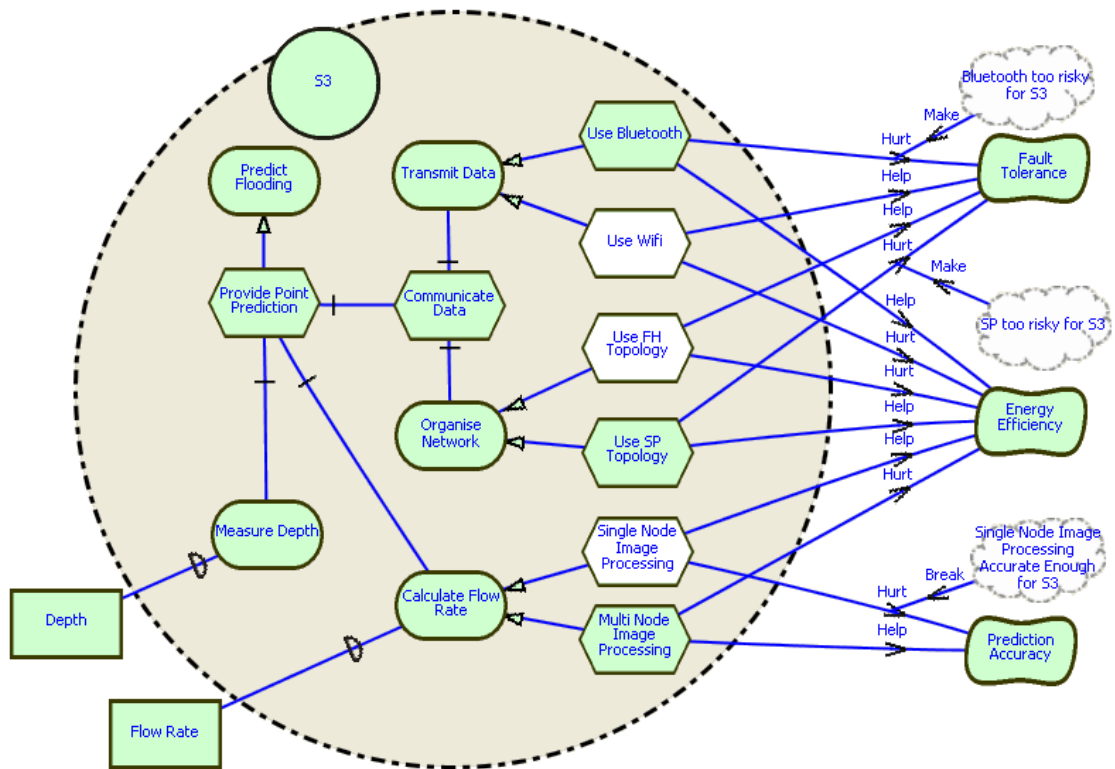 S3
Bluetooth too risky
for S3
Make
Use Bluetooth
Hurt
Fault
Tolerance
Predict
Flooding
Transmit Data
Help
Help
Use Wifi
Hurt
Make
SP too risky for S3
Provide Point
Prediction
Communicate
Data
Help
Use FH
Topology
Hurt
Hurt
Energy
Efficiency
Organise
Network
Help
Use SP
Topology
Help
Hurt
Measure Depth
Single Node
Image
Processing
Single Node Image
Processing
Accurate Enough
for S3
Break
Hurt
Calculate Flow
Rate
Depth
Multi Node
Image
Processing
Help
Prediction
Accuracy
Flow Rate